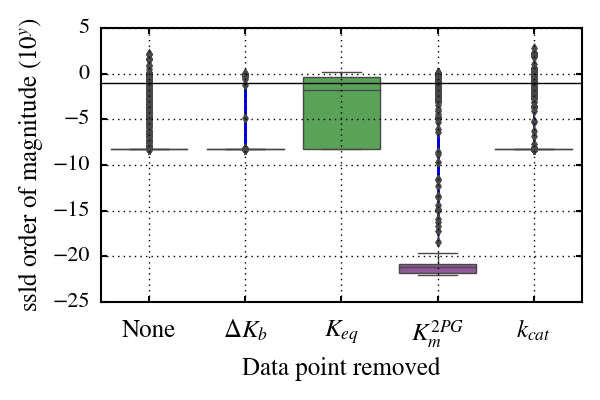 ssld order of magnitude (10^y)
5
0
−5
−10
−15
−20
−25
None
ΔK_b
K_eq
K_m^2PG
k_cat
Data point removed